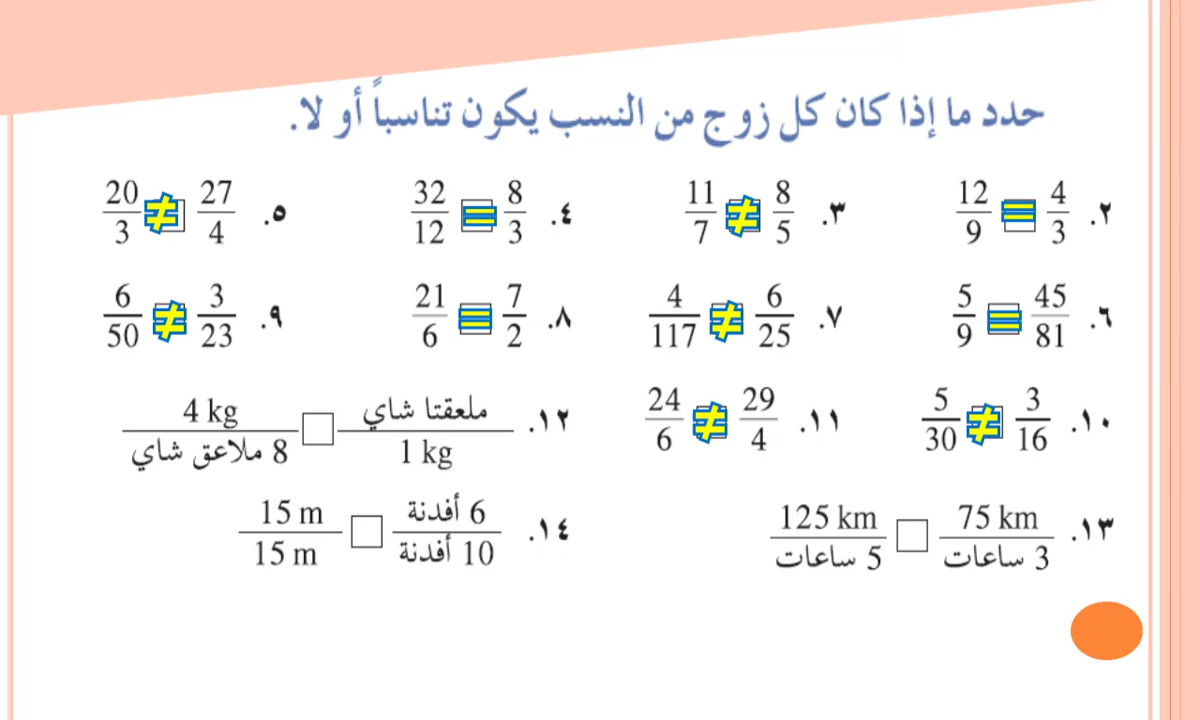 حدد ما إذا كان كل زوج من النسب يكون تناسباً أو لا.
٢. 4/3 = 12/9
٣. 8/5 ≠ 11/7
٤. 8/3 = 32/12
٥. 27/4 ≠ 20/3
٦. 45/81 = 5/9
٧. 6/25 ≠ 4/117
٨. 7/2 = 21/6
٩. 3/23 ≠ 6/50
١٠. 3/16 ≠ 5/30
١١. 29/4 ≠ 24/6
١٢. ملعقتا شاي/1 kg □ 4 kg/8 ملاعق شاي
١٣. 75 km/3 ساعات □ 125 km/5 ساعات
١٤. 6 أفدنة/10 أفدنة □ 15 m/15 m